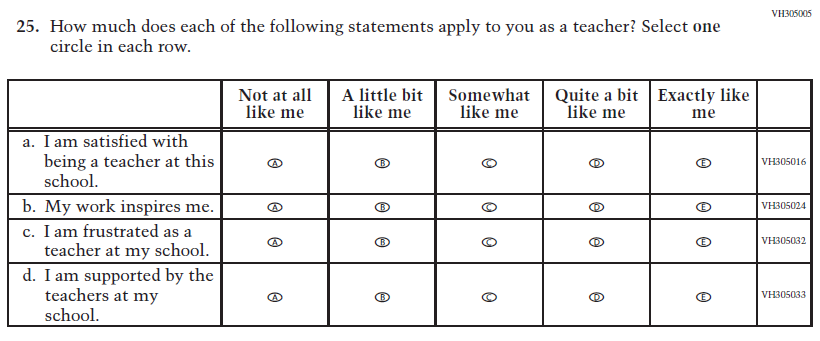 VH305005
25. How much does each of the following statements apply to you as a teacher? Select one
circle in each row.
Not at all like me
A little bit like me
Somewhat like me
Quite a bit like me
Exactly like me
a. I am satisfied with
being a teacher at this
school.
A B C D E VH305016
b. My work inspires me. A B C D E VH305024
c. I am frustrated as a
teacher at my school.
A B C D E VH305032
d. I am supported by the
teachers at my
school.
A B C D E VH305033